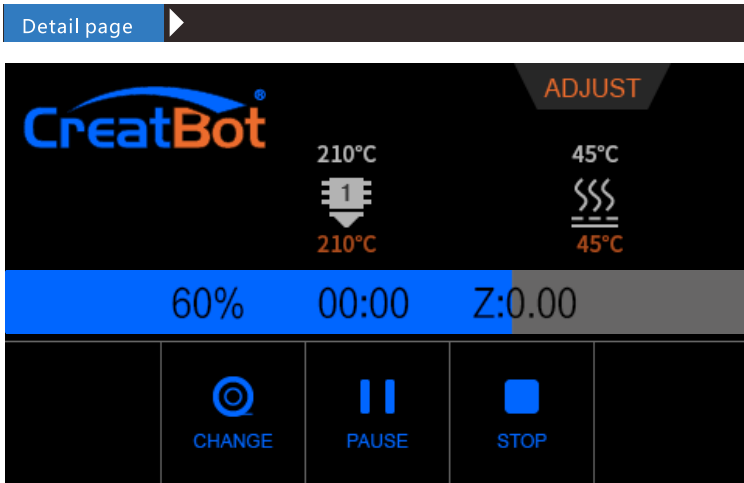 Detail page
ADJUST
CreatBot®
210°C 45°C
1
210°C 45°C
60% 00:00 Z:0.00
CHANGE PAUSE STOP